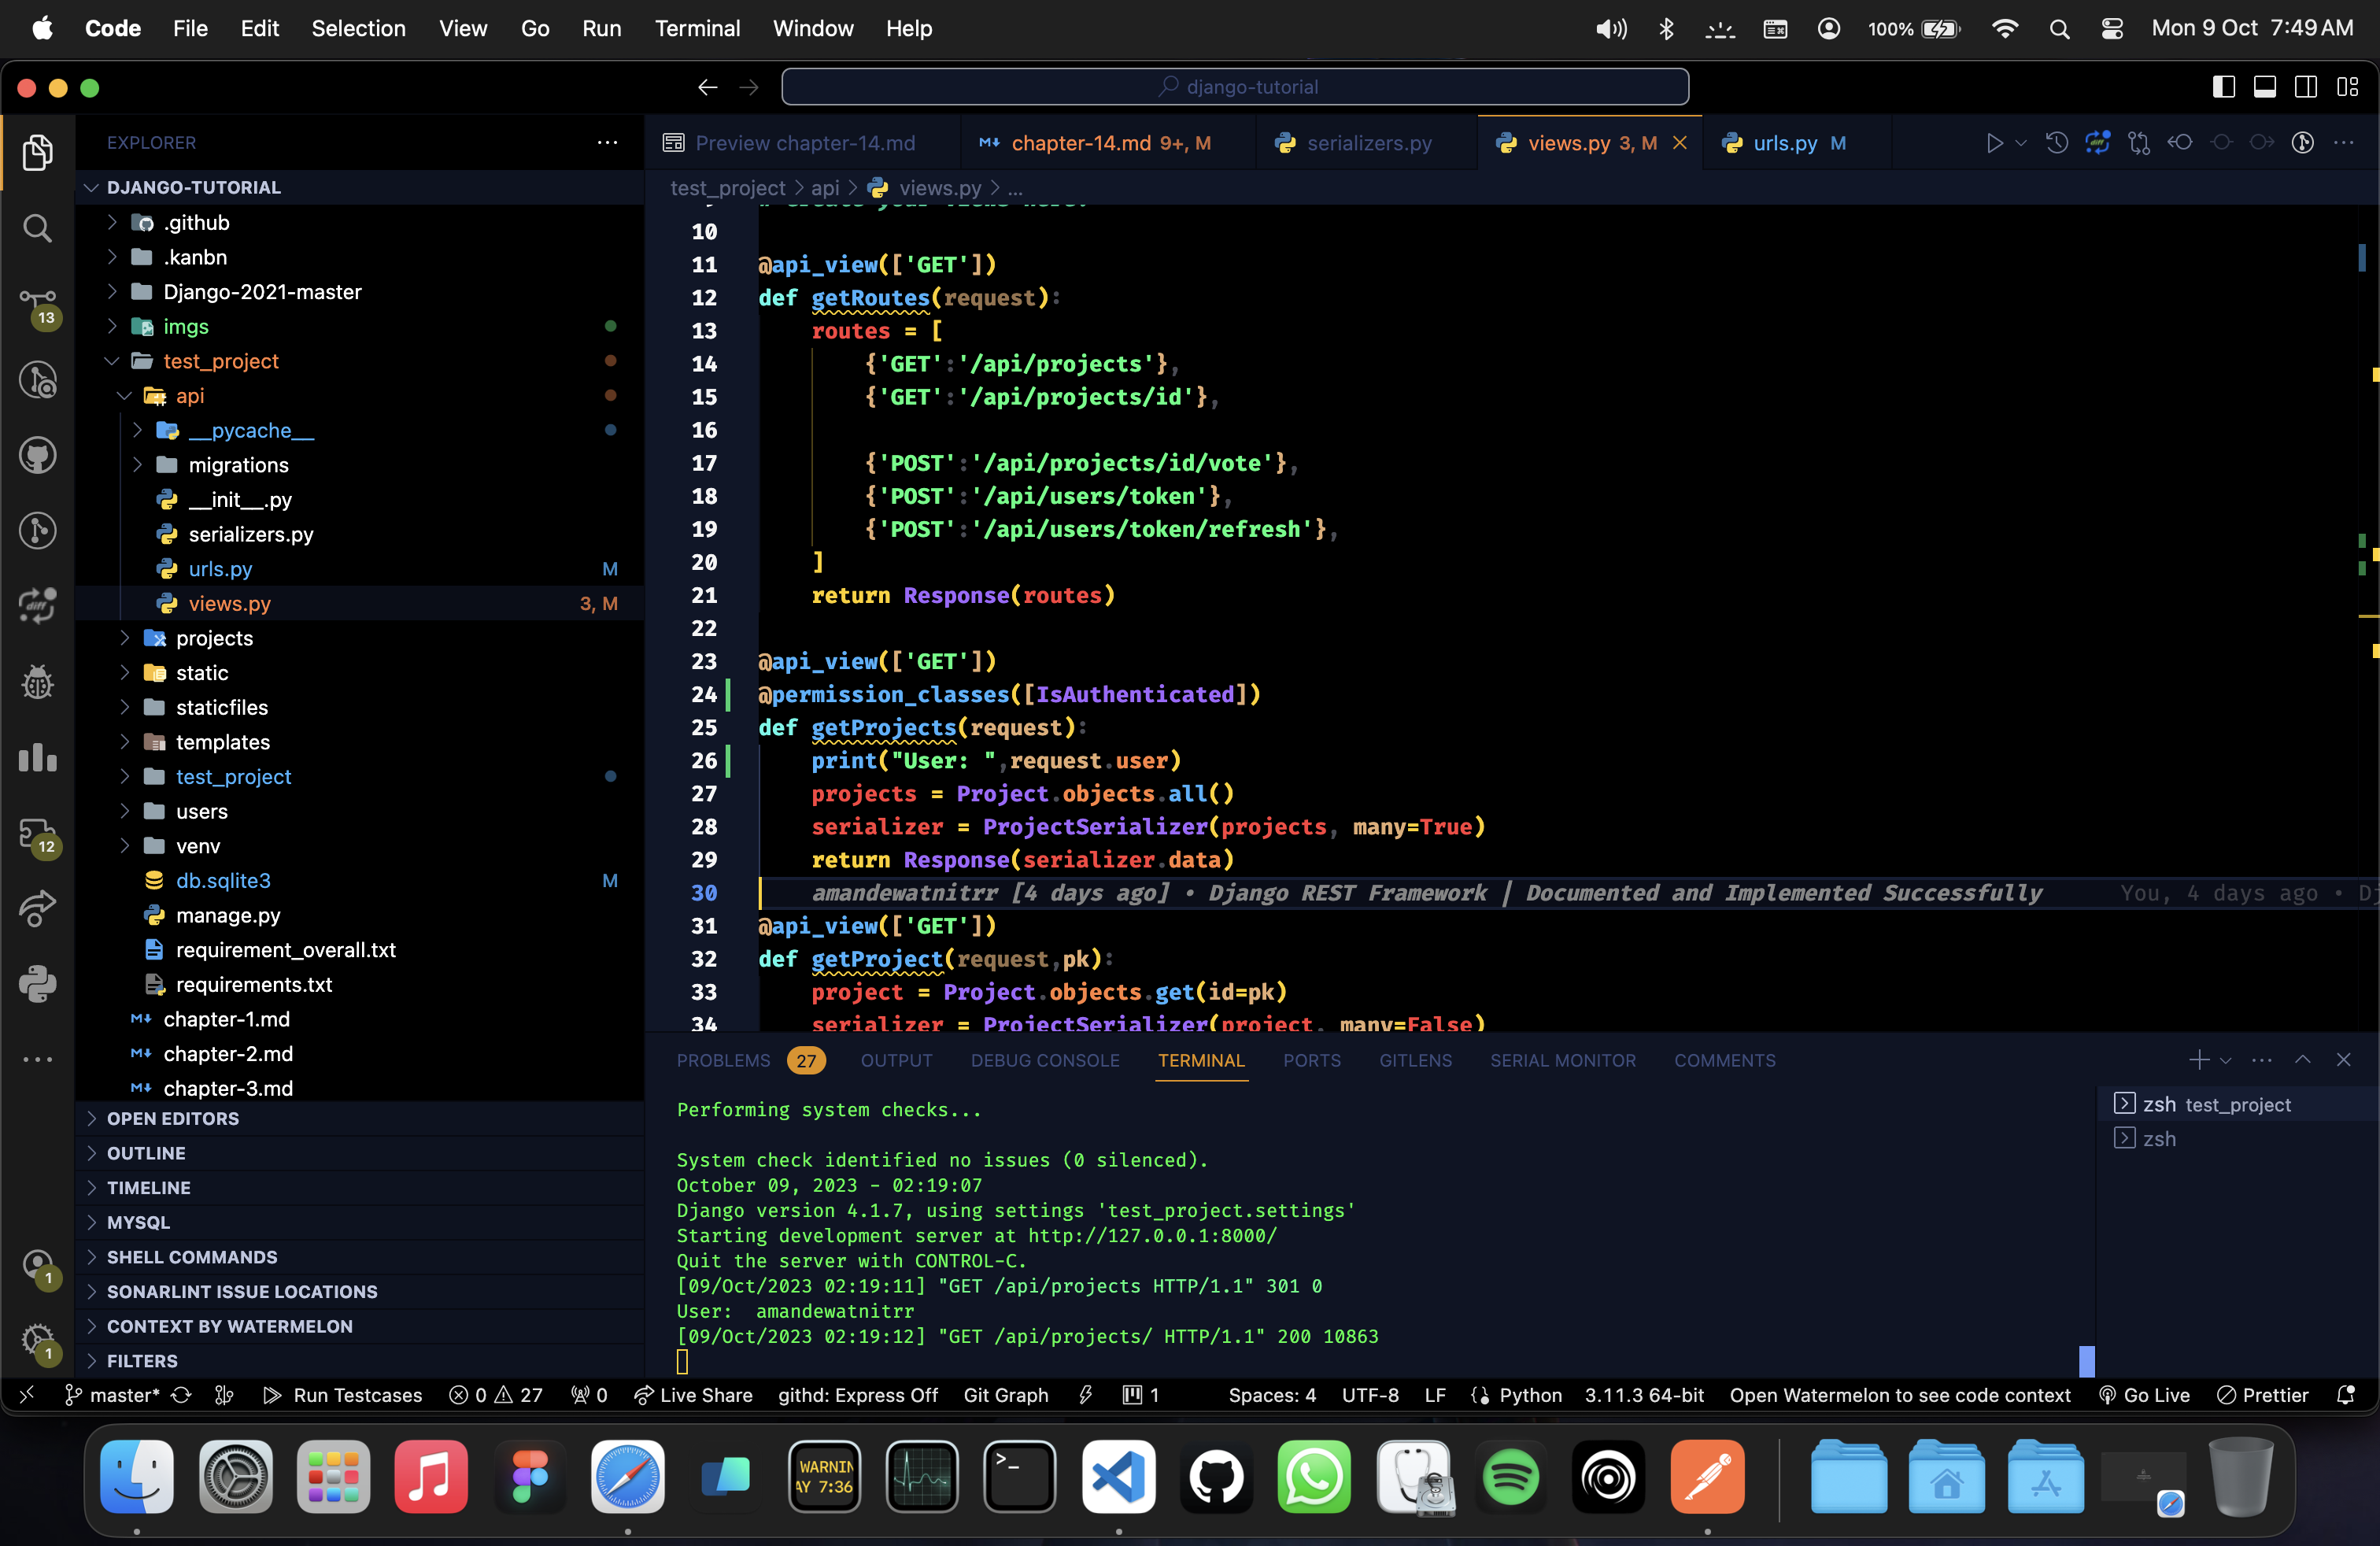 Code File Edit Selection View Go Run Terminal Window Help 100% Mon 9 Oct 7:49 AM
django-tutorial
EXPLORER
DJANGO-TUTORIAL
.github
.kanbn
Django-2021-master
imgs
test_project
api
__pycache__
migrations
__init__.py
serializers.py
urls.py M
views.py 3, M
projects
static
staticfiles
templates
test_project
users
venv
db.sqlite3 M
manage.py
requirement_overall.txt
requirements.txt
chapter-1.md
chapter-2.md
chapter-3.md
OPEN EDITORS
OUTLINE
TIMELINE
MYSQL
SHELL COMMANDS
SONARLINT ISSUE LOCATIONS
CONTEXT BY WATERMELON
FILTERS
13
12
1
1
Preview chapter-14.md chapter-14.md 9+, M serializers.py views.py 3, M urls.py M
test_project > api > views.py > ...
10
11 @api_view(['GET'])
12 def getRoutes(request):
13 routes = [
14 {'GET':'/api/projects'},
15 {'GET':'/api/projects/id'},
16
17 {'POST':'/api/projects/id/vote'},
18 {'POST':'/api/users/token'},
19 {'POST':'/api/users/token/refresh'},
20 ]
21 return Response(routes)
22
23 @api_view(['GET'])
24 @permission_classes([IsAuthenticated])
25 def getProjects(request):
26 print("User: ",request.user)
27 projects = Project.objects.all()
28 serializer = ProjectSerializer(projects, many=True)
29 return Response(serializer.data)
30 amandewatnitrr [4 days ago] • Django REST Framework | Documented and Implemented Successfully You, 4 days ago •
31 @api_view(['GET'])
32 def getProject(request,pk):
33 project = Project.objects.get(id=pk)
34 serializer = ProjectSerializer(project, many=False)
PROBLEMS 27 OUTPUT DEBUG CONSOLE TERMINAL PORTS GITLENS SERIAL MONITOR COMMENTS
Performing system checks...
System check identified no issues (0 silenced).
October 09, 2023 - 02:19:07
Django version 4.1.7, using settings 'test_project.settings'
Starting development server at http://127.0.0.1:8000/
Quit the server with CONTROL-C.
[09/Oct/2023 02:19:11] "GET /api/projects HTTP/1.1" 301 0
User:  amandewatnitrr
[09/Oct/2023 02:19:12] "GET /api/projects/ HTTP/1.1" 200 10863
zsh test_project
zsh
master* Run Testcases 0 27 0 Live Share githd: Express Off Git Graph 1 Spaces: 4 UTF-8 LF Python 3.11.3 64-bit Open Watermelon to see code context Go Live Prettier
WARNIN
AY 7:36